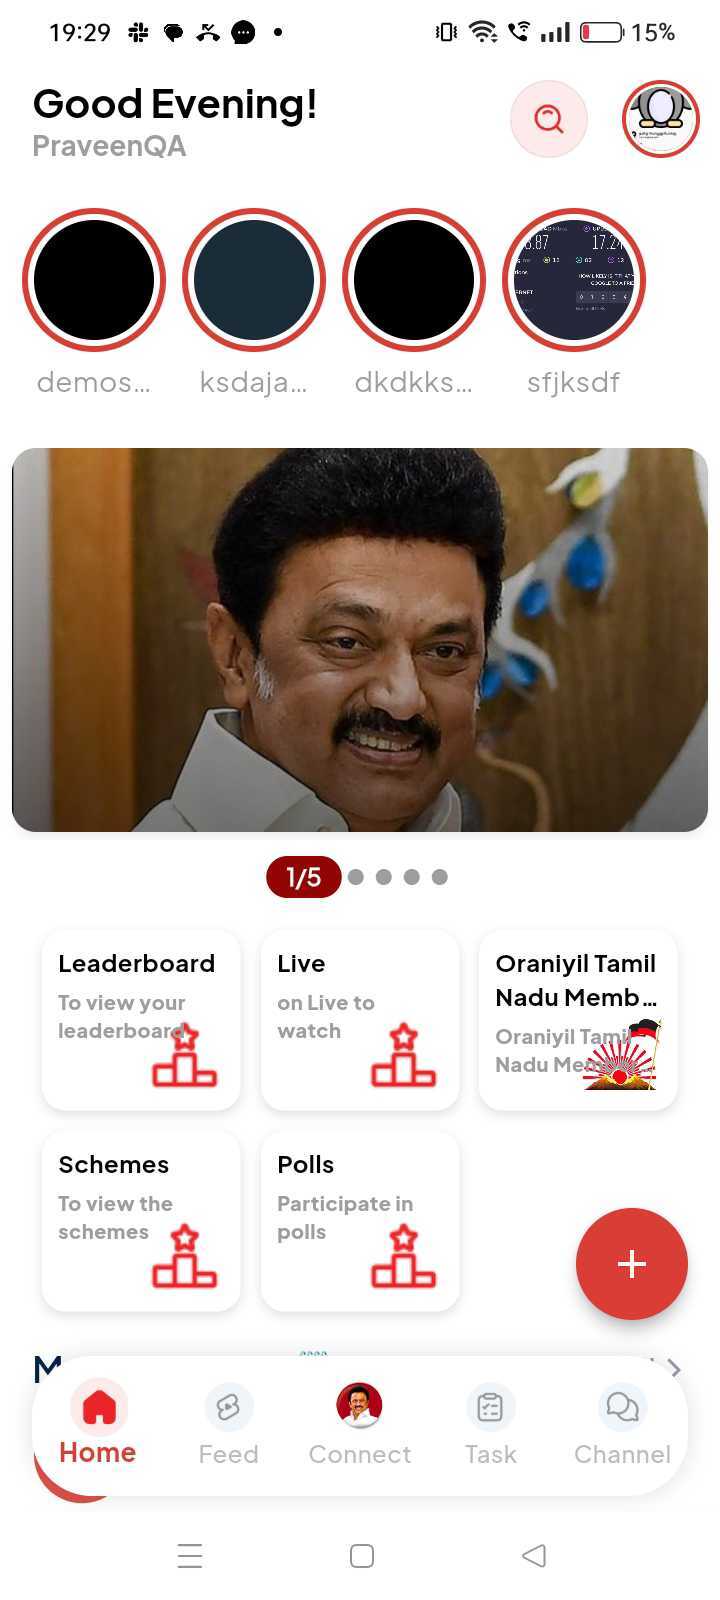 19:29
15%
Good Evening!
PraveenQA
demos...
ksdaja...
dkdkks...
sfjksdf
1/5
Leaderboard
To view your
leaderboard
Live
on Live to
watch
Oraniyil Tamil
Nadu Memb...
Oraniyil Tamil
Schemes
To view the
schemes
Polls
Participate in
polls
Home
Feed
Connect
Task
Channel